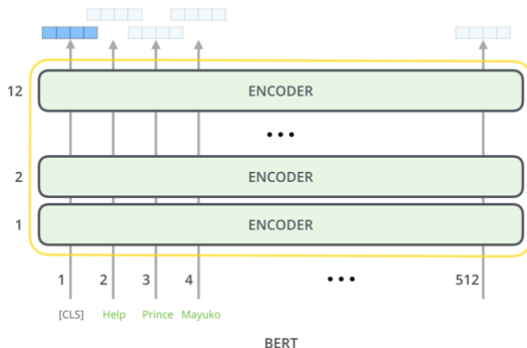 12 ENCODER
•••
2 ENCODER
1 ENCODER
1 2 3 4 ••• 512
[CLS] Help Prince Mayuko
BERT